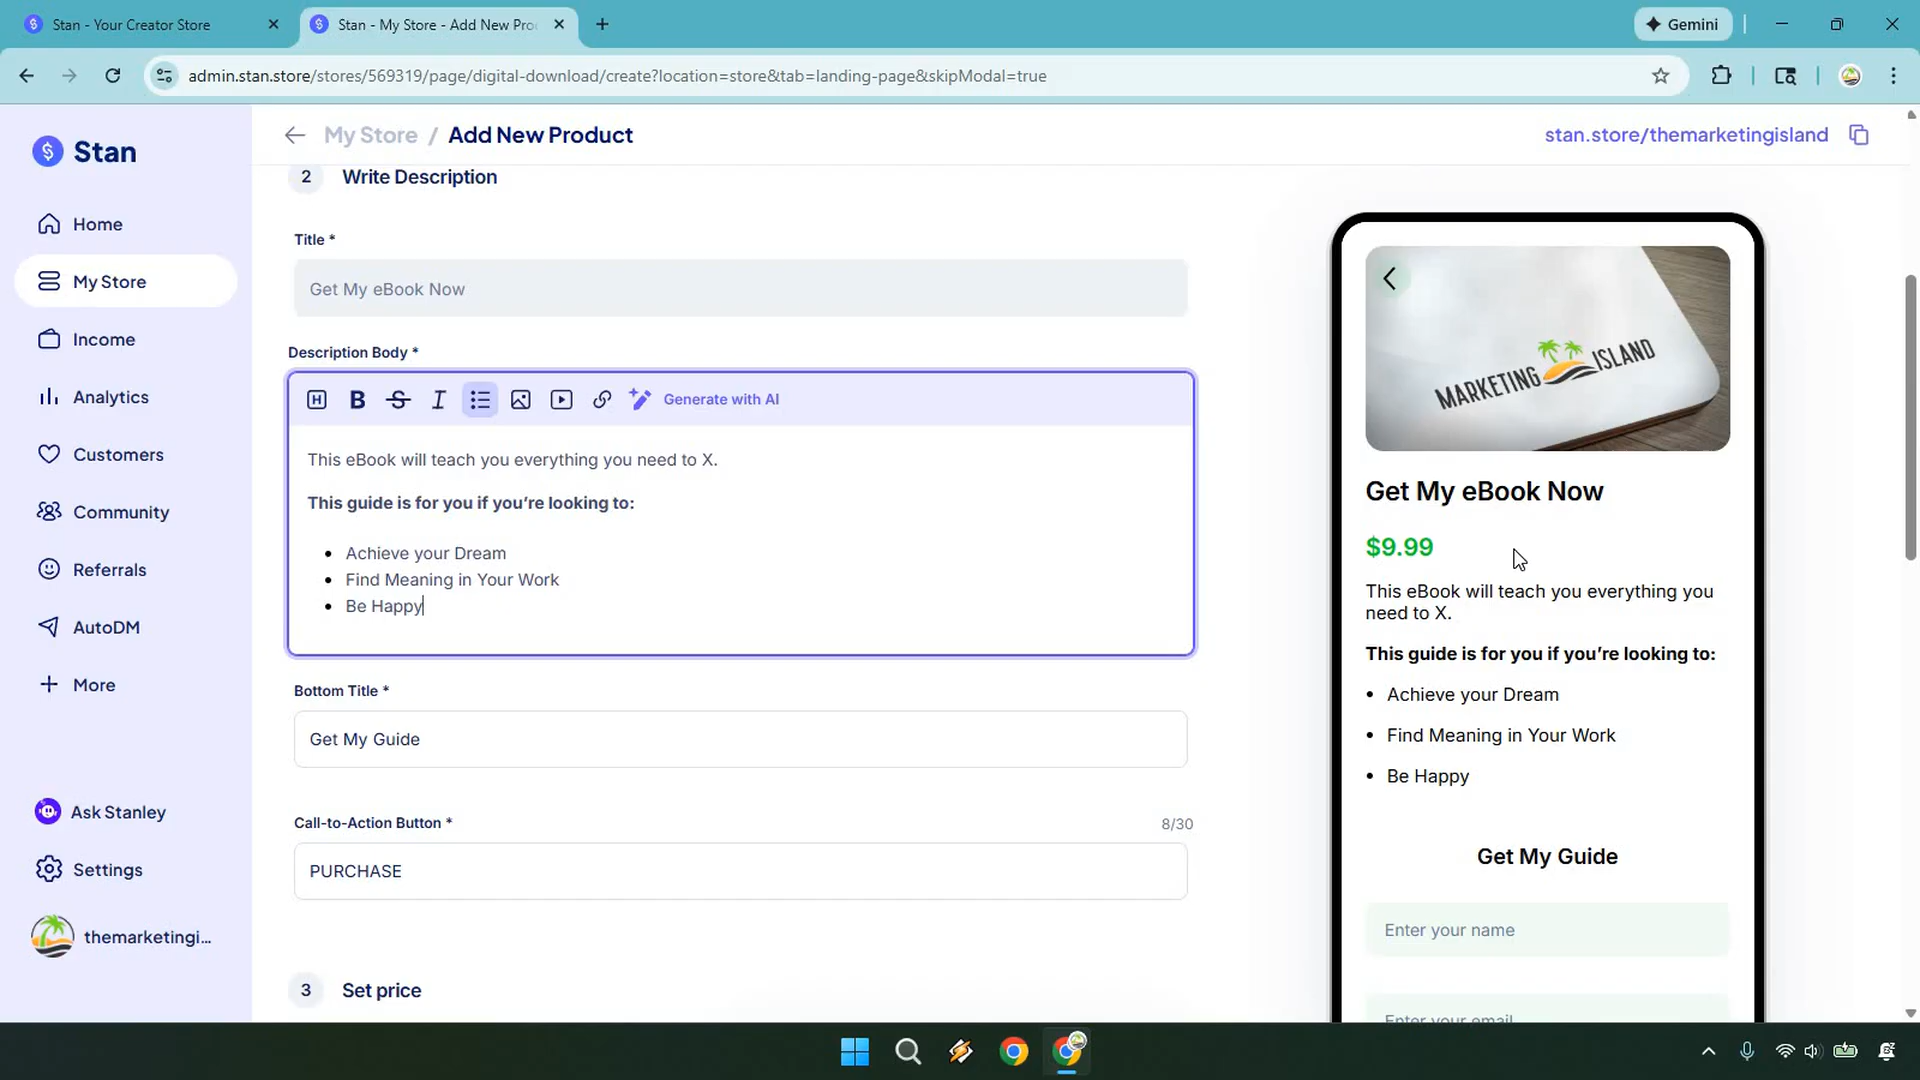 Stan - Your Creator Store
Stan - My Store - Add New Pro
Gemini
admin.stan.store/stores/569319/page/digital-download/create?location=store&tab=landing-page&skipModal=true
Stan
My Store / Add New Product
stan.store/themarketingisland
Home
My Store
Income
Analytics
Customers
Community
Referrals
AutoDM
More
Ask Stanley
Settings
themarketingi...
2 Write Description
Title *
Get My eBook Now
Description Body *
H B S I Generate with AI
This eBook will teach you everything you need to X.
This guide is for you if you’re looking to:
• Achieve your Dream
• Find Meaning in Your Work
• Be Happy
Bottom Title *
Get My Guide
Call-to-Action Button *
8/30
PURCHASE
3 Set price
MARKETING ISLAND
Get My eBook Now
$9.99
This eBook will teach you everything you
need to X.
This guide is for you if you’re looking to:
• Achieve your Dream
• Find Meaning in Your Work
• Be Happy
Get My Guide
Enter your name
Enter your email